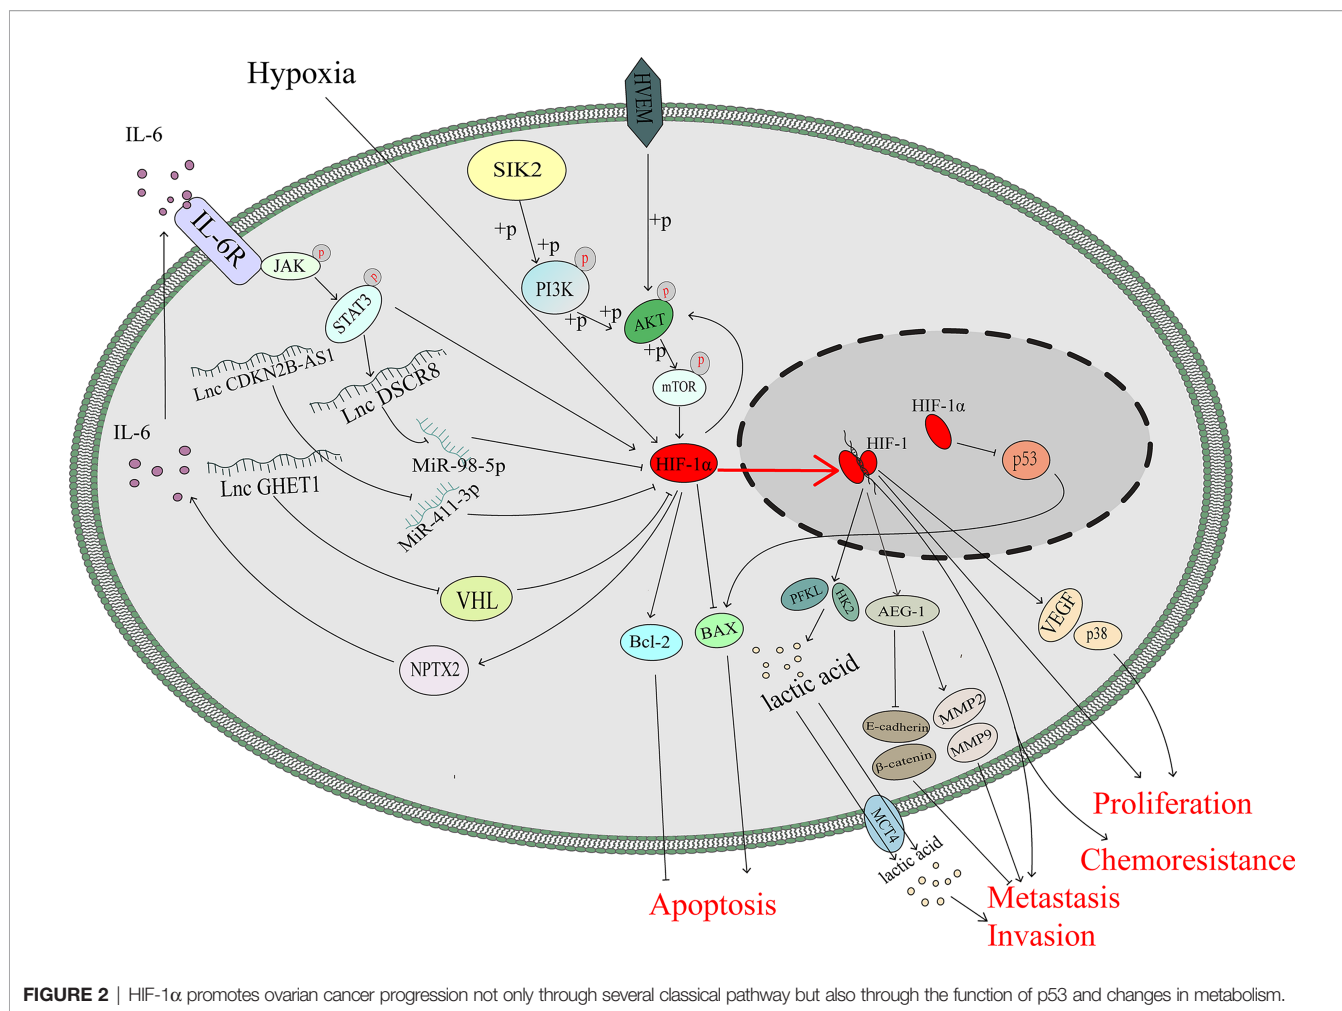 Hypoxia
HVEM
IL-6
SIK2
IL-6R
+p
+p
+p
JAK
p
p
STAT3
PI3K
p
+p
+p
AKT
p
+p
mTOR
p
Lnc CDKN2B-AS1
Lnc DSCR8
HIF-1α
IL-6
MiR-98-5p
HIF-1α
HIF-1
p53
Lnc GHET1
MiR-411-3p
VHL
PFKL
HK2
AEG-1
VEGF
p38
Bcl-2
BAX
NPTX2
lactic acid
E-cadherin
β-catenin
MMP2
MMP9
MCT4
lactic acid
Proliferation
Chemoresistance
Apoptosis
Metastasis
Invasion
FIGURE 2 | HIF-1α promotes ovarian cancer progression not only through several classical pathway but also through the function of p53 and changes in metabolism.